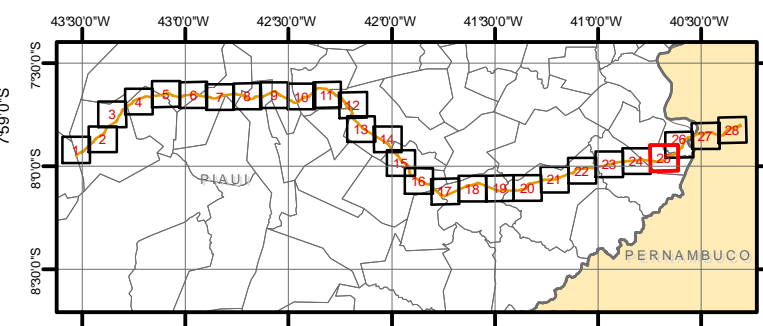 43°30'0"W 43°0'0"W 42°30'0"W 42°0'0"W 41°30'0"W 41°0'0"W 40°30'0"W
7°30'0"S
7°59'0"S
8°0'0"S
8°30'0"S
1 2 3 4 5 6 7 8 9 10 11 12 13 14 15 16 17 18 19 20 21 22 23 24 25 26 27 28
PIAUI
PERNAMBUCO